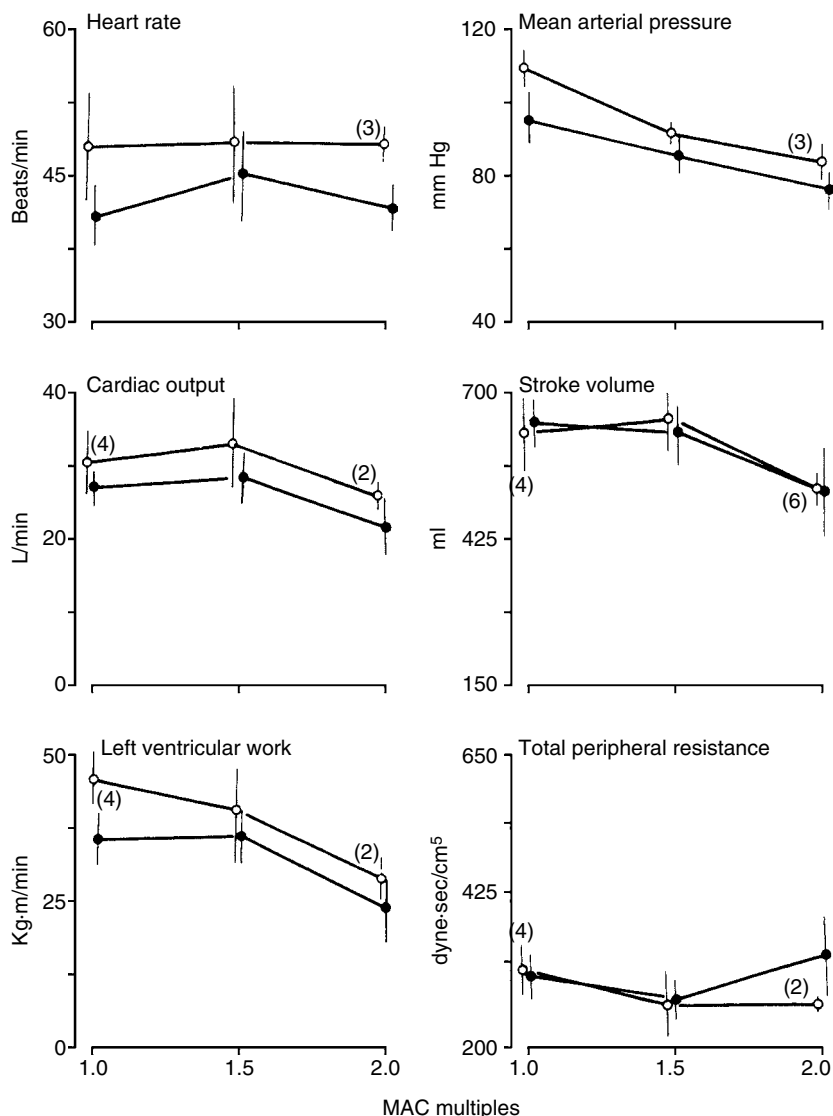 Heart rate
60
45
30
Beats/min
(3)
Mean arterial pressure
120
80
40
mm Hg
(3)
Cardiac output
40
20
0
L/min
(4)
(2)
Stroke volume
700
425
150
ml
(4)
(6)
Left ventricular work
50
25
0
Kg·m/min
(4)
(2)
1.0 1.5 2.0
Total peripheral resistance
650
425
200
dyne·sec/cm⁵
(4)
(2)
1.0 1.5 2.0
MAC multiples